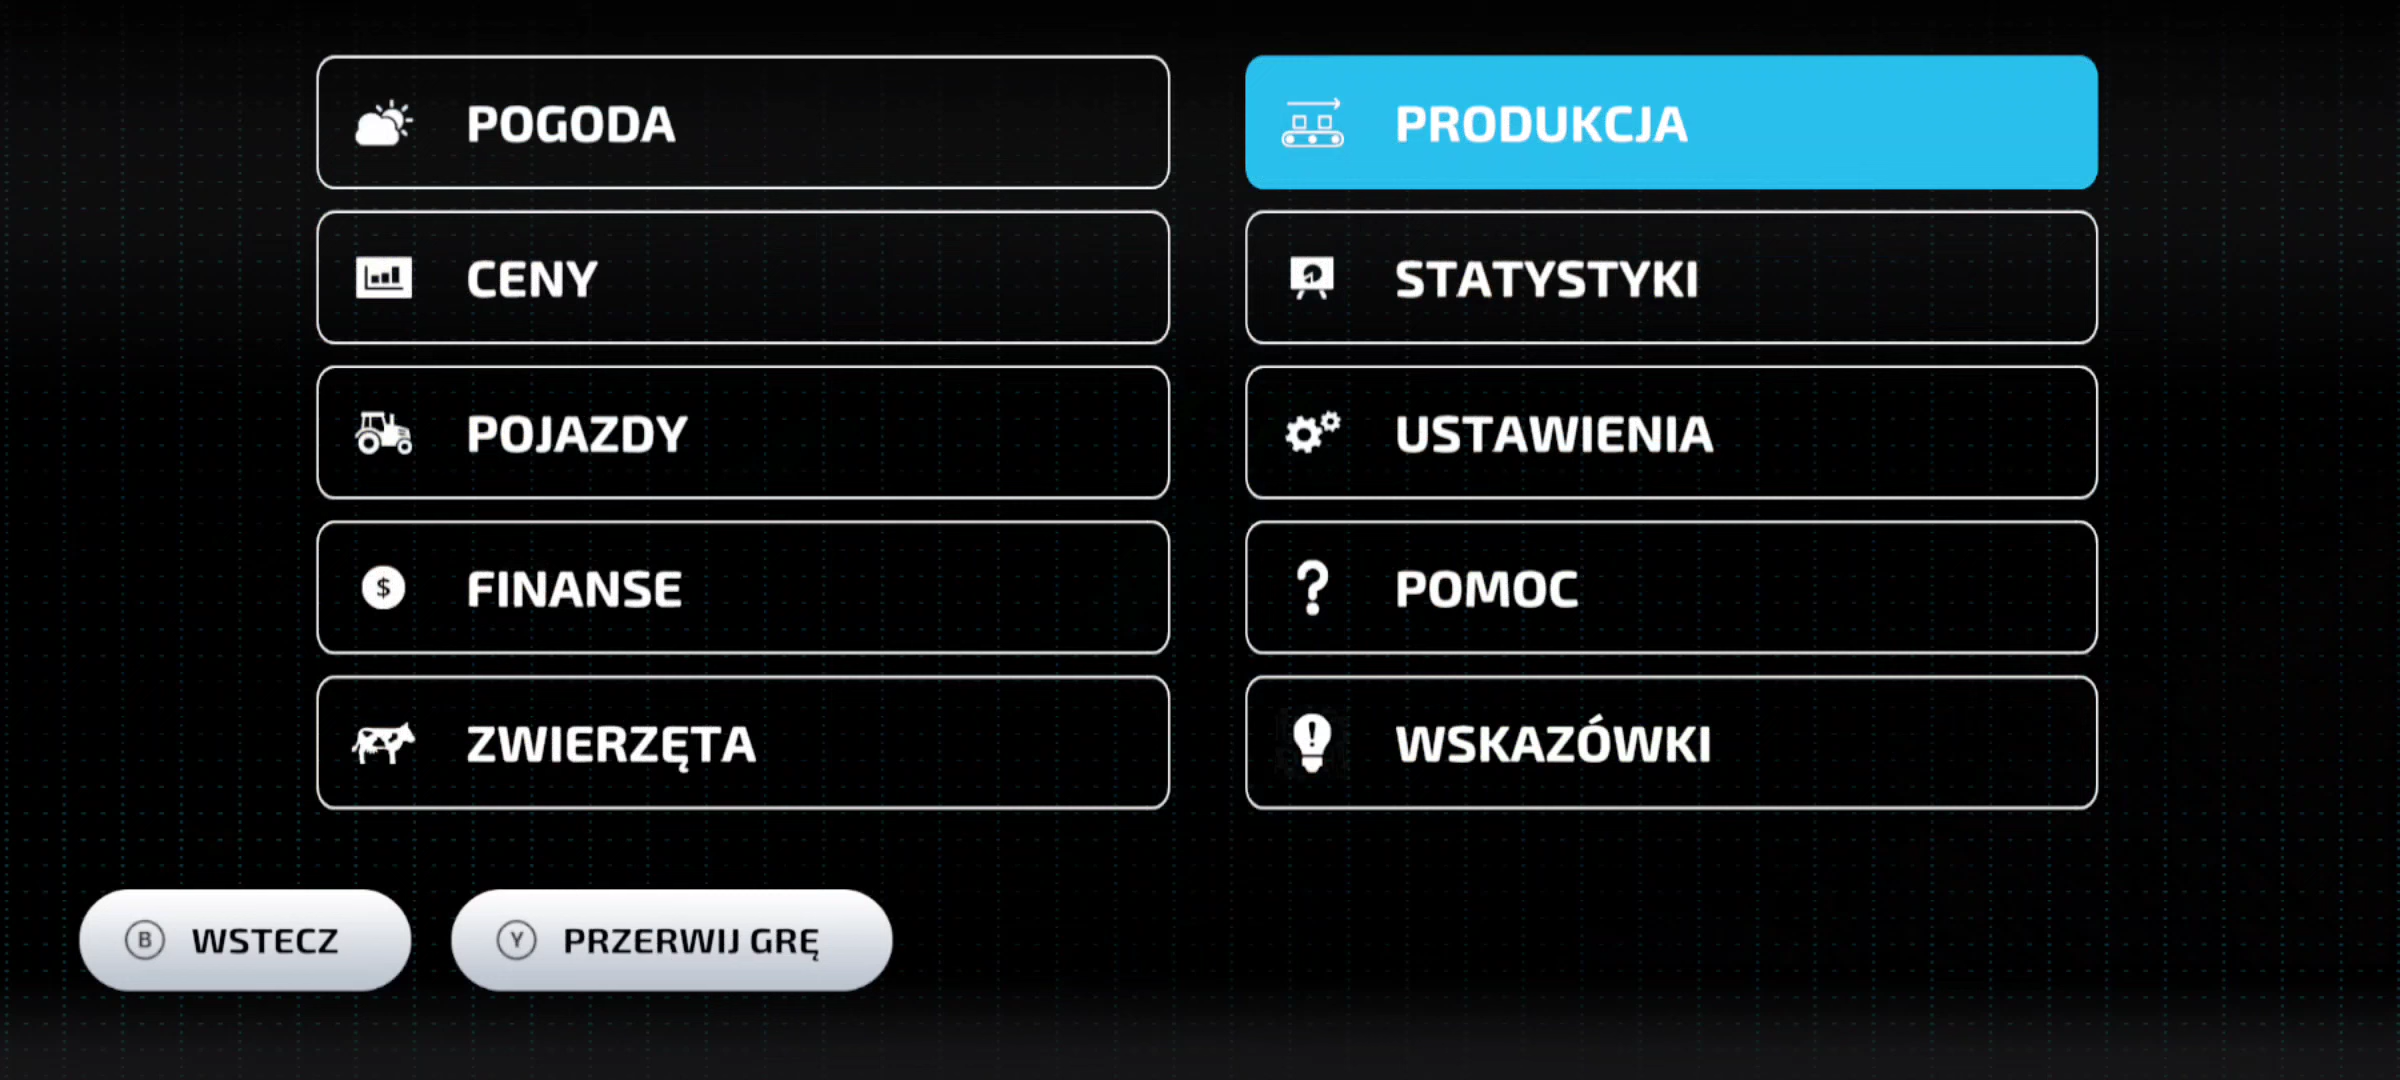 POGODA
CENY
POJAZDY
FINANSE
ZWIERZĘTA
PRODUKCJA
STATYSTYKI
USTAWIENIA
POMOC
WSKAZÓWKI
B WSTECZ
Y PRZERWIJ GRĘ